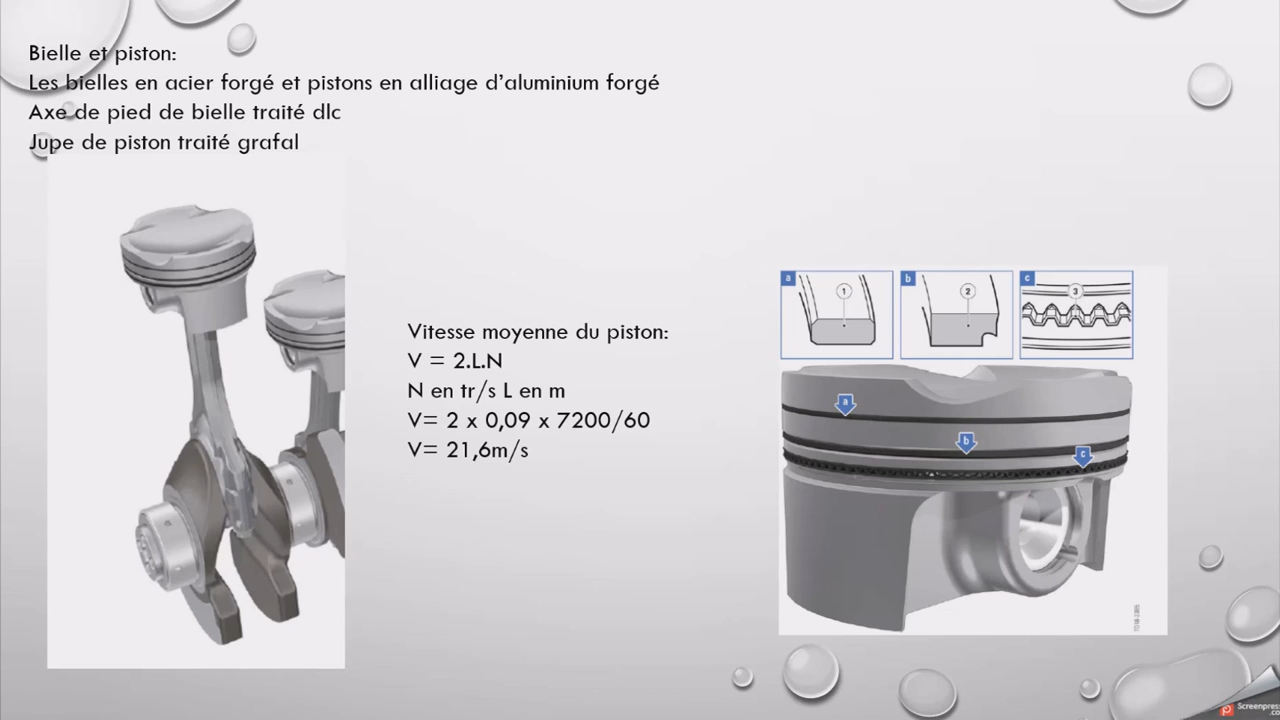 Bielle et piston:
Les bielles en acier forgé et pistons en alliage d’aluminium forgé
Axe de pied de bielle traité dlc
Jupe de piston traité grafal
Vitesse moyenne du piston:
V = 2.L.N
N en tr/s L en m
V= 2 x 0,09 x 7200/60
V= 21,6m/s
a
1
b
2
c
3
a
b
c